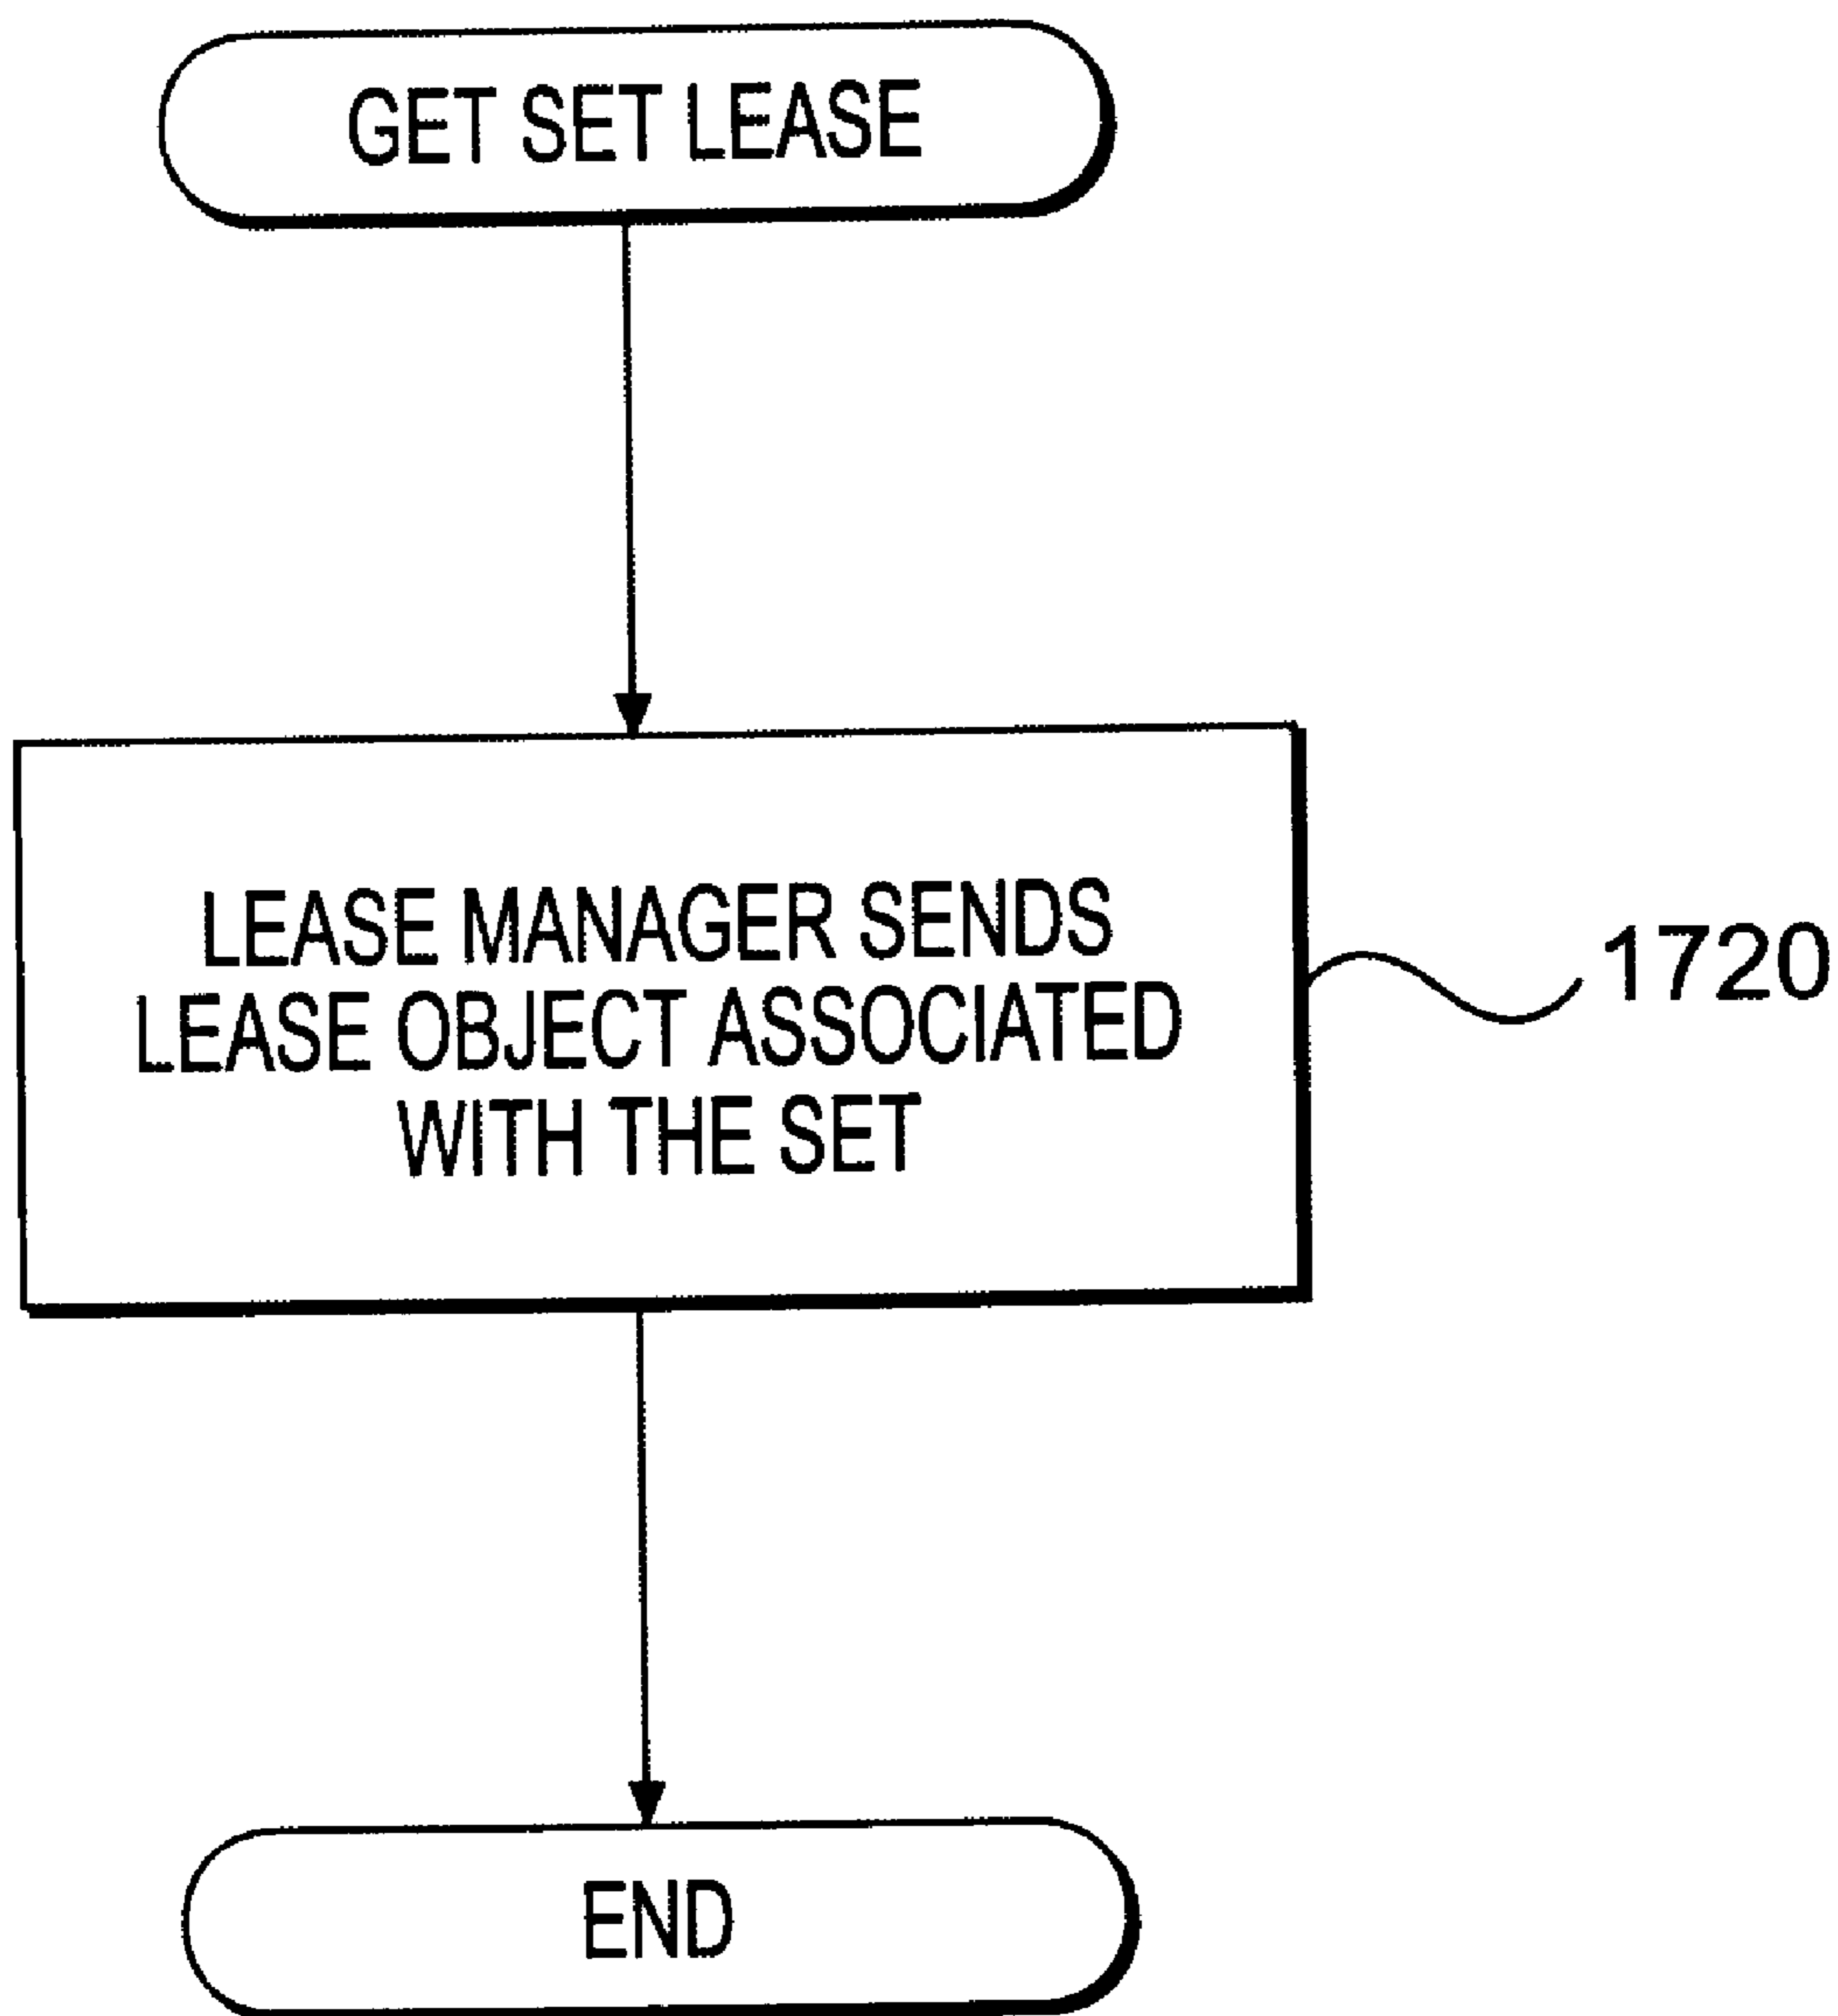 GET SET LEASE
LEASE MANAGER SENDS
LEASE OBJECT ASSOCIATED
WITH THE SET
1720
END